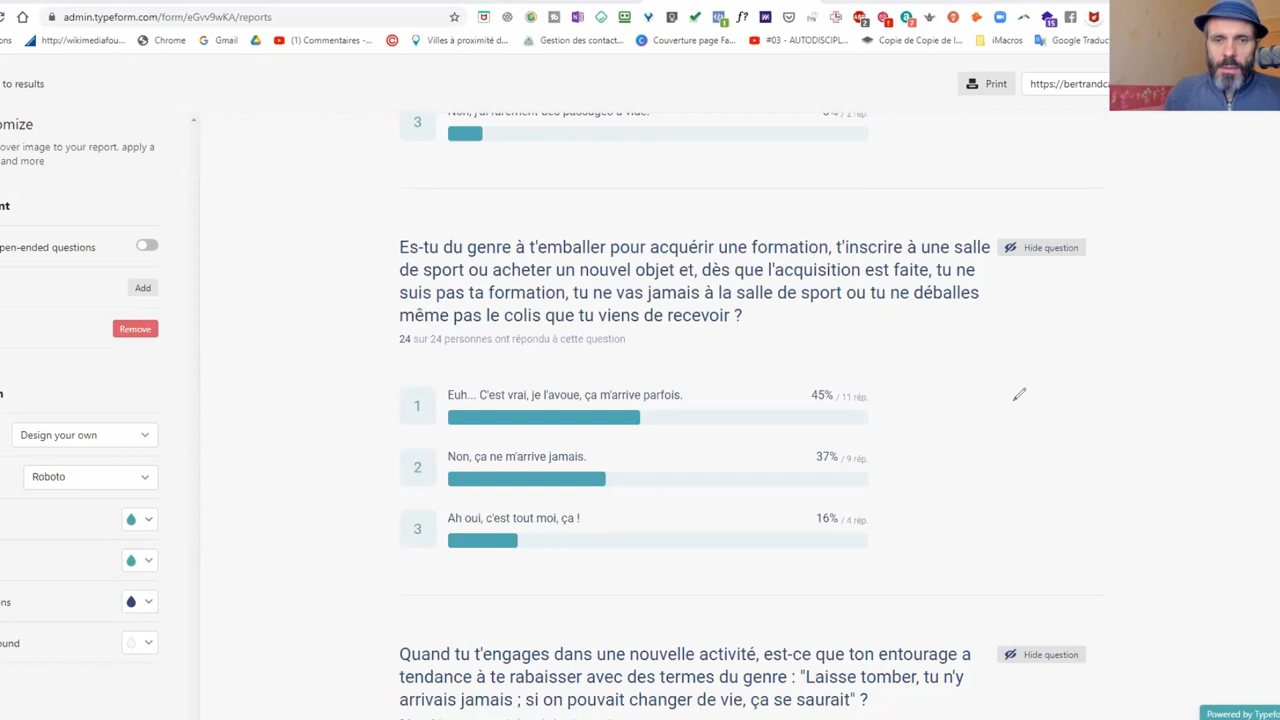 admin.typeform.com/form/eGvv9wKA/reports
ons
http://wikimediafou...
Chrome
Gmail
(1) Commentaires -...
Villes à proximité d...
Gestion des contact...
Couverture page Fa...
#03 - AUTODISCIPL...
Copie de Copie de l...
iMacros
Google Traduc
to results
Print
https://bertrandc
omize
over image to your report, apply a
and more
nt
pen-ended questions
Add
Remove
n
Design your own
Roboto
ns
ound
3
Es-tu du genre à t'emballer pour acquérir une formation, t'inscrire à une salle
de sport ou acheter un nouvel objet et, dès que l'acquisition est faite, tu ne
suis pas ta formation, tu ne vas jamais à la salle de sport ou tu ne déballes
même pas le colis que tu viens de recevoir ?
Hide question
24 sur 24 personnes ont répondu à cette question
1
Euh... C'est vrai, je l'avoue, ça m'arrive parfois.
45% / 11 rép.
2
Non, ça ne m'arrive jamais.
37% / 9 rép.
3
Ah oui, c'est tout moi, ça !
16% / 4 rép.
Quand tu t'engages dans une nouvelle activité, est-ce que ton entourage a
tendance à te rabaisser avec des termes du genre : "Laisse tomber, tu n'y
arrivais jamais ; si on pouvait changer de vie, ça se saurait" ?
Hide question
Powered by Typefo